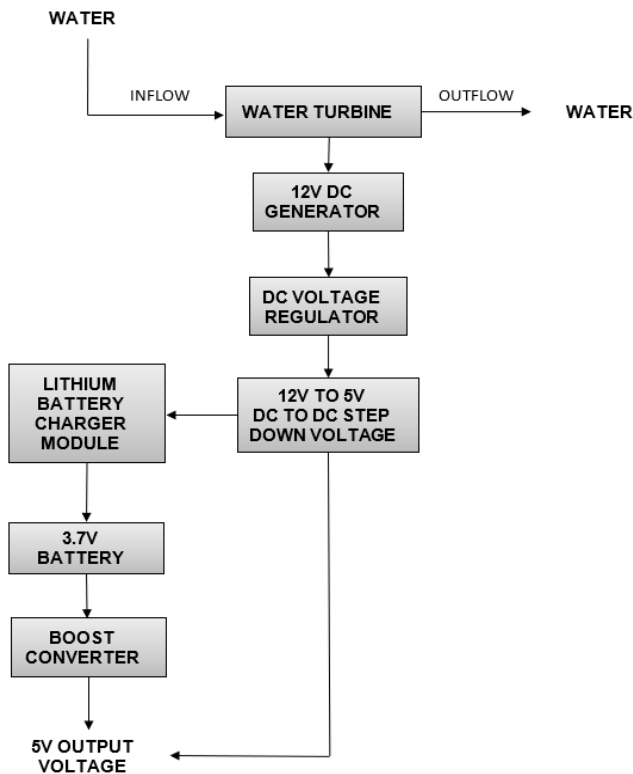 WATER
INFLOW
WATER TURBINE
OUTFLOW
WATER
12V DC
GENERATOR
DC VOLTAGE
REGULATOR
12V TO 5V
DC TO DC STEP
DOWN VOLTAGE
LITHIUM
BATTERY
CHARGER
MODULE
3.7V
BATTERY
BOOST
CONVERTER
5V OUTPUT
VOLTAGE